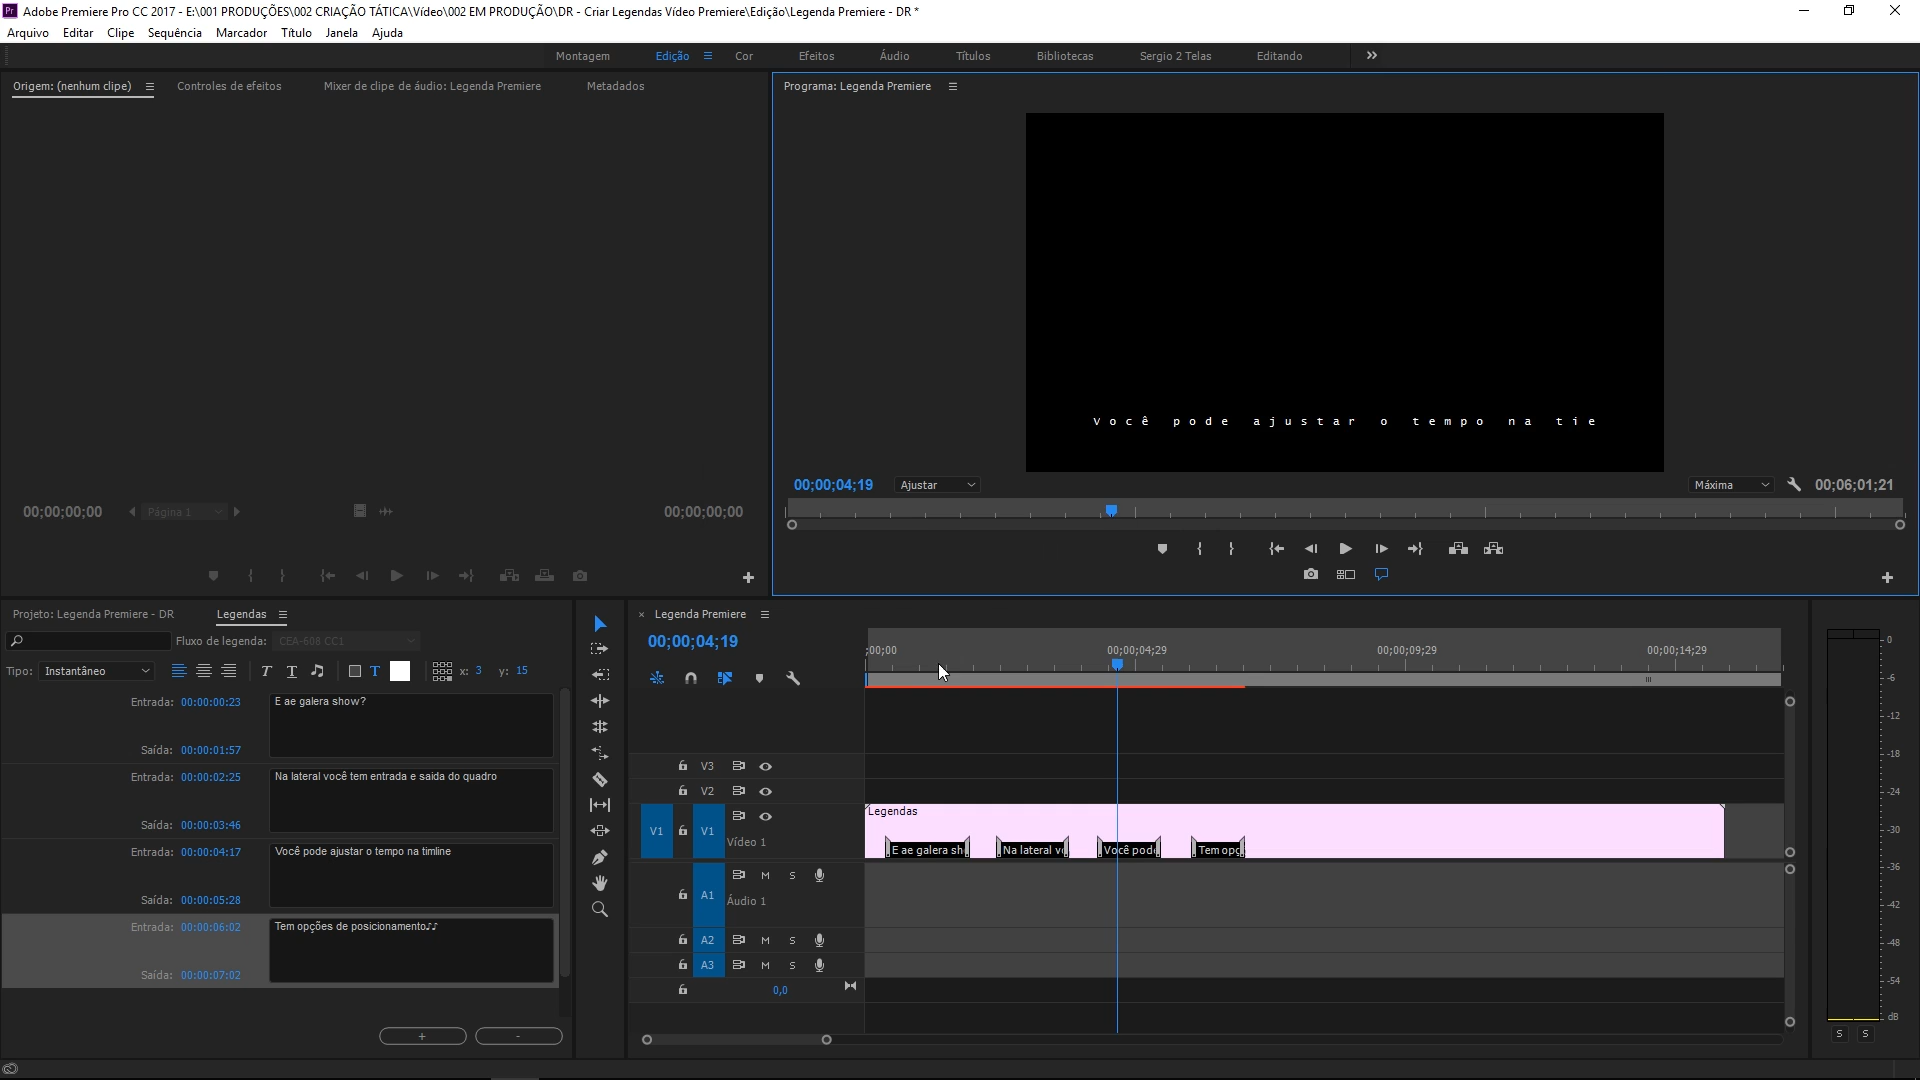 Adobe Premiere Pro CC 2017 - E:\001 PRODUÇÕES\002 CRIAÇÃO TÁTICA\Vídeo\002 EM PRODUÇÃO\DR - Criar Legendas Vídeo Premiere\Edição\Legenda Premiere - DR *
Arquivo Editar Clipe Sequência Marcador Título Janela Ajuda
Montagem Edição Cor Efeitos Áudio Títulos Bibliotecas Sergio 2 Telas Editando
Origem: (nenhum clipe) Controles de efeitos Mixer de clipe de áudio: Legenda Premiere Metadados
Programa: Legenda Premiere
Você pode ajustar o tempo na tie
00;00;04;19 Ajustar Máxima 00;06;01;21
00;00;00;00 Página 1 00;00;00;00
Projeto: Legenda Premiere - DR Legendas
Fluxo de legenda: CEA-608 CC1
Tipo: Instantâneo T T T x: 3 y: 15
Entrada: 00:00:00:23 E ae galera show?
Saída: 00:00:01:57
Entrada: 00:00:02:25 Na lateral você tem entrada e saida do quadro
Saída: 00:00:03:46
Entrada: 00:00:04:17 Você pode ajustar o tempo na timline
Saída: 00:00:05:28
Entrada: 00:00:06:02 Tem opções de posicionamento♪♪
Saída: 00:00:07:02
+ -
× Legenda Premiere
00;00;04;19
;00;00 00;00;04;29 00;00;09;29 00;00;14;29
V3
V2
V1 V1 Vídeo 1
Legendas
E ae galera sh Na lateral v Você pod Tem opç
A1 M S
Áudio 1
A2 M S
A3 M S
0,0
0
-6
-12
-18
-24
-30
-36
-42
-48
-54
dB
S S